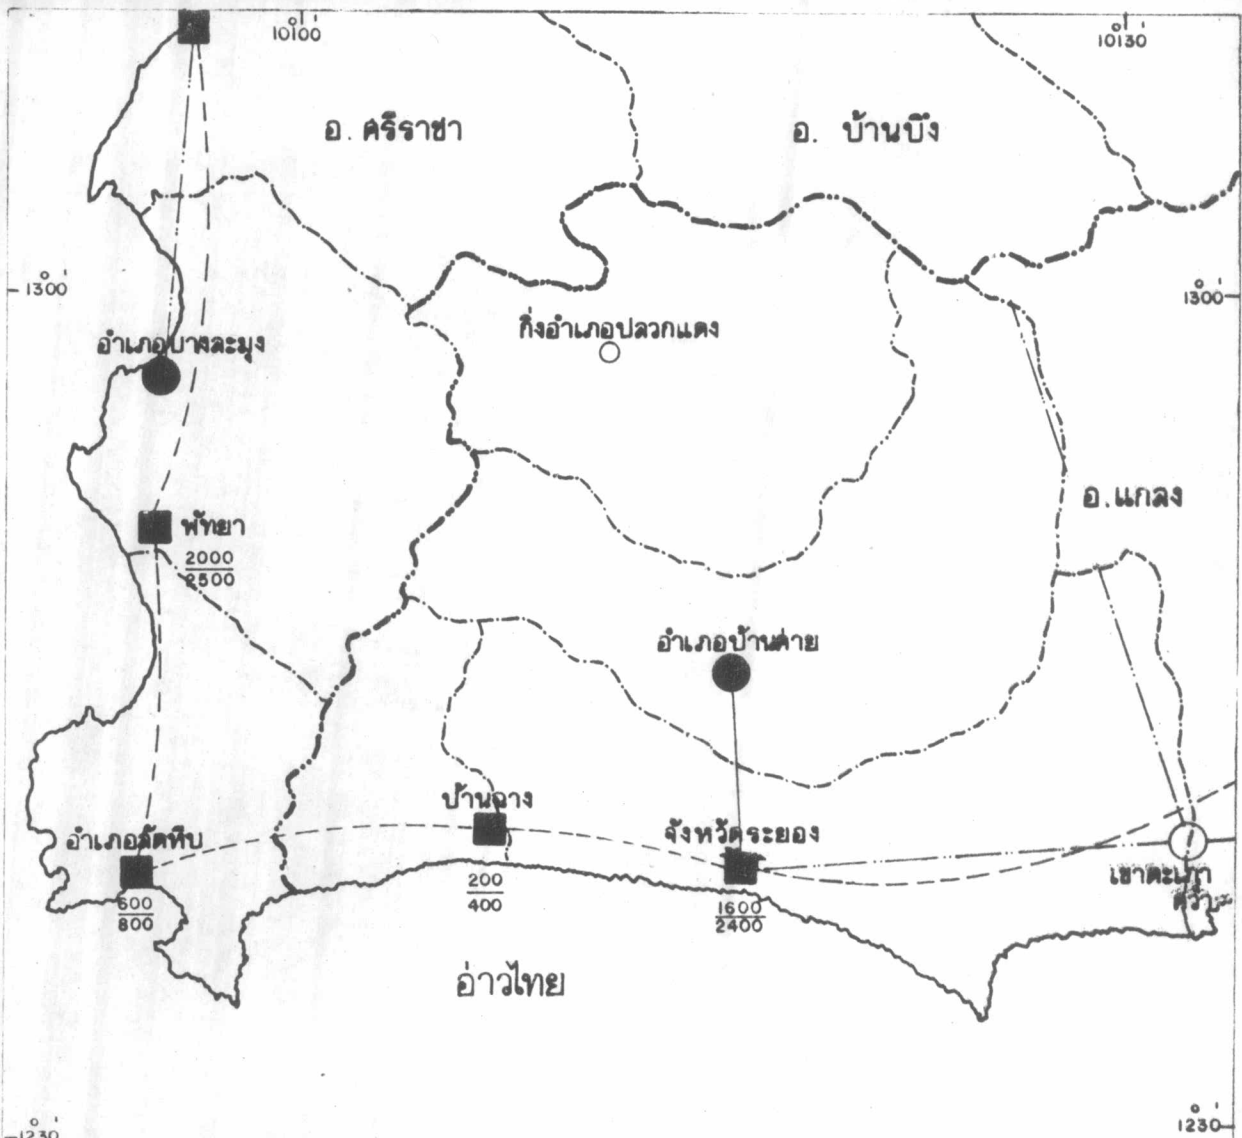 10100'
10130'
อ. ศรีราชา
อ. บ้านบึง
1300'
1300'
กิ่งอำเภอปลวกแดง
อำเภอบางละมุง
อ.แกลง
พัทยา
2000
2500
อำเภอบ้านค่าย
บ้านฉาง
จังหวัดระยอง
อำเภอสัตหีบ
เขาตะเภา
คว่ำ
600
800
200
400
1600
2400
อ่าวไทย
1230'
1230'